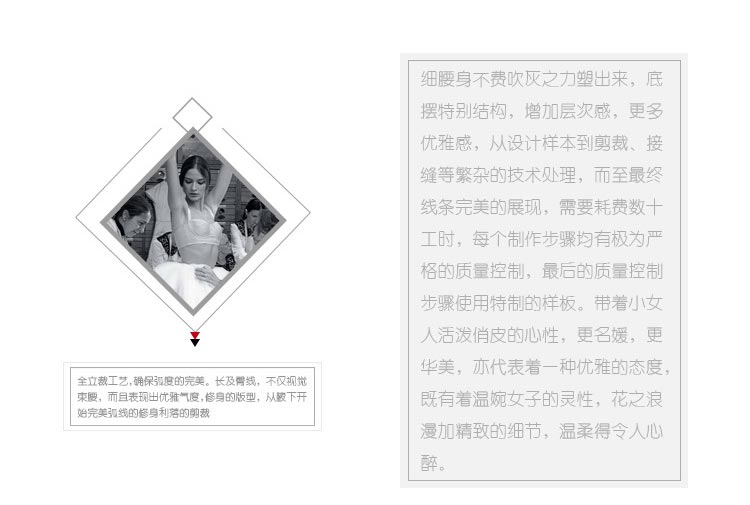 全立裁工艺,确保弧度的完美。长及臀线，不仅视觉
束腰，而且表现出优雅气度,修身的版型，从腋下开
始完美弧线的修身利落的剪裁
细腰身不费吹灰之力塑出来，底
摆特别结构，增加层次感，更多
优雅感，从设计样本到剪裁、接
缝等繁杂的技术处理，而至最终
线条完美的展现，需要耗费数十
工时，每个制作步骤均有极为严
格的质量控制，最后的质量控制
步骤使用特制的样板。带着小女
人活泼俏皮的心性，更名媛，更
华美，亦代表着一种优雅的态度，
既有着温婉女子的灵性，花之浪
漫加精致的细节，温柔得令人心
醉。